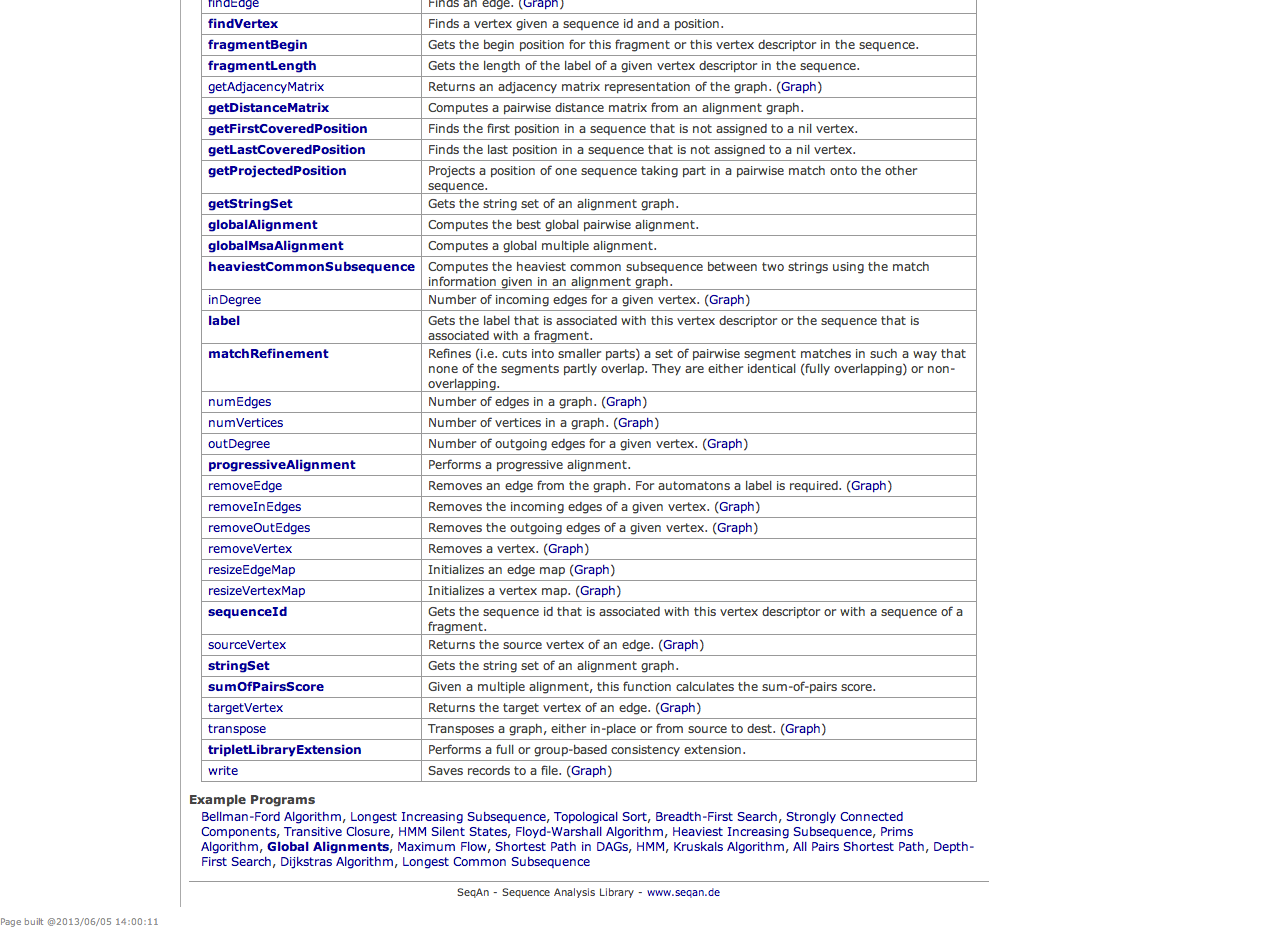 findEdge Finds an edge. (Graph)
findVertex Finds a vertex given a sequence id and a position.
fragmentBegin Gets the begin position for this fragment or this vertex descriptor in the sequence.
fragmentLength Gets the length of the label of a given vertex descriptor in the sequence.
getAdjacencyMatrix Returns an adjacency matrix representation of the graph. (Graph)
getDistanceMatrix Computes a pairwise distance matrix from an alignment graph.
getFirstCoveredPosition Finds the first position in a sequence that is not assigned to a nil vertex.
getLastCoveredPosition Finds the last position in a sequence that is not assigned to a nil vertex.
getProjectedPosition Projects a position of one sequence taking part in a pairwise match onto the other
sequence.
getStringSet Gets the string set of an alignment graph.
globalAlignment Computes the best global pairwise alignment.
globalMsaAlignment Computes a global multiple alignment.
heaviestCommonSubsequence Computes the heaviest common subsequence between two strings using the match
information given in an alignment graph.
inDegree Number of incoming edges for a given vertex. (Graph)
label Gets the label that is associated with this vertex descriptor or the sequence that is
associated with a fragment.
matchRefinement Refines (i.e. cuts into smaller parts) a set of pairwise segment matches in such a way that
none of the segments partly overlap. They are either identical (fully overlapping) or non-
overlapping.
numEdges Number of edges in a graph. (Graph)
numVertices Number of vertices in a graph. (Graph)
outDegree Number of outgoing edges for a given vertex. (Graph)
progressiveAlignment Performs a progressive alignment.
removeEdge Removes an edge from the graph. For automatons a label is required. (Graph)
removeInEdges Removes the incoming edges of a given vertex. (Graph)
removeOutEdges Removes the outgoing edges of a given vertex. (Graph)
removeVertex Removes a vertex. (Graph)
resizeEdgeMap Initializes an edge map (Graph)
resizeVertexMap Initializes a vertex map. (Graph)
sequenceId Gets the sequence id that is associated with this vertex descriptor or with a sequence of a
fragment.
sourceVertex Returns the source vertex of an edge. (Graph)
stringSet Gets the string set of an alignment graph.
sumOfPairsScore Given a multiple alignment, this function calculates the sum-of-pairs score.
targetVertex Returns the target vertex of an edge. (Graph)
transpose Transposes a graph, either in-place or from source to dest. (Graph)
tripletLibraryExtension Performs a full or group-based consistency extension.
write Saves records to a file. (Graph)
Example Programs
Bellman-Ford Algorithm, Longest Increasing Subsequence, Topological Sort, Breadth-First Search, Strongly Connected
Components, Transitive Closure, HMM Silent States, Floyd-Warshall Algorithm, Heaviest Increasing Subsequence, Prims
Algorithm, Global Alignments, Maximum Flow, Shortest Path in DAGs, HMM, Kruskals Algorithm, All Pairs Shortest Path, Depth-
First Search, Dijkstras Algorithm, Longest Common Subsequence
SeqAn - Sequence Analysis Library - www.seqan.de
Page built @2013/06/05 14:00:11